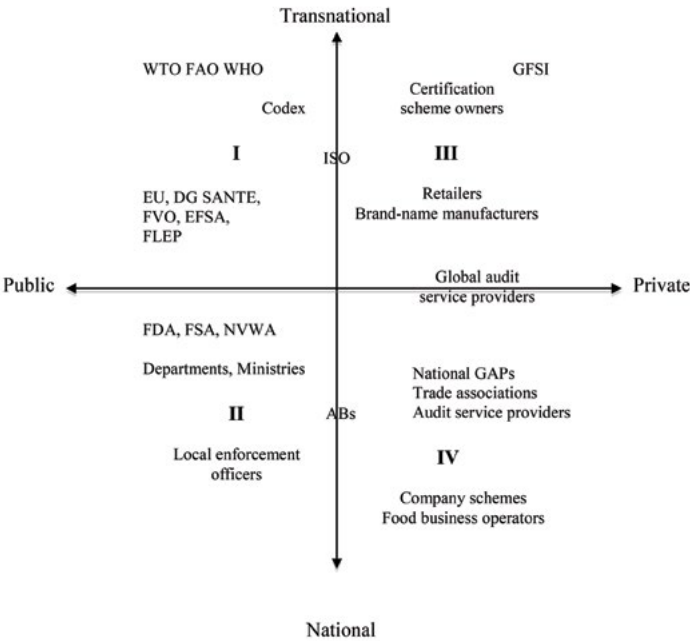 Transnational
WTO FAO WHO
GFSI
Certification
scheme owners
Codex
I
ISO
III
EU, DG SANTE,
FVO, EFSA,
FLEP
Retailers
Brand-name manufacturers
Public
Global audit
service providers
Private
FDA, FSA, NVWA
Departments, Ministries
National GAPs
Trade associations
Audit service providers
II
ABs
Local enforcement
officers
IV
Company schemes
Food business operators
National